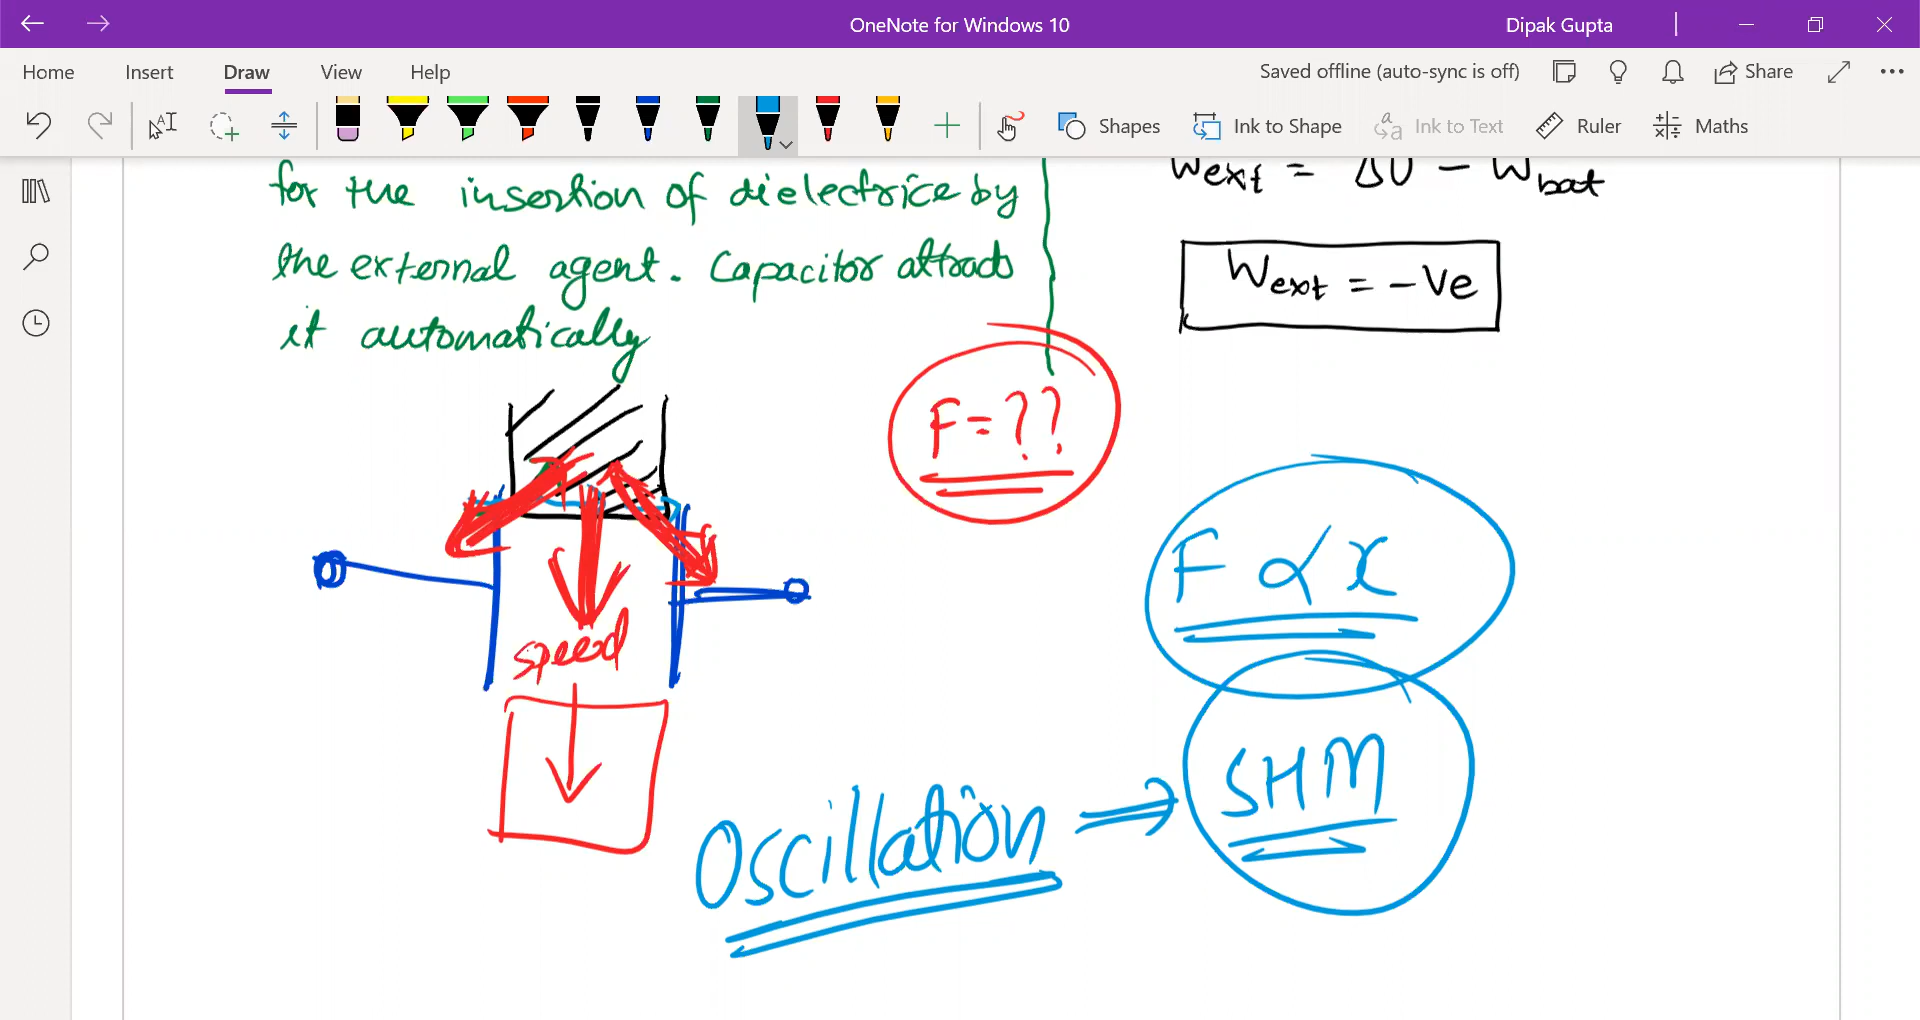 OneNote for Windows 10
Dipak Gupta
Home Insert Draw View Help
Saved offline (auto-sync is off) Share
Shapes Ink to Shape Ink to Text Ruler Maths
for the insertion of dielectrice by
the external agent. Capacitor attracts
it automatically
Wext = ΔU - Wbat
Wext = -Ve
F = ??
F ∝ x
speed
Oscillation ⇒ SHM